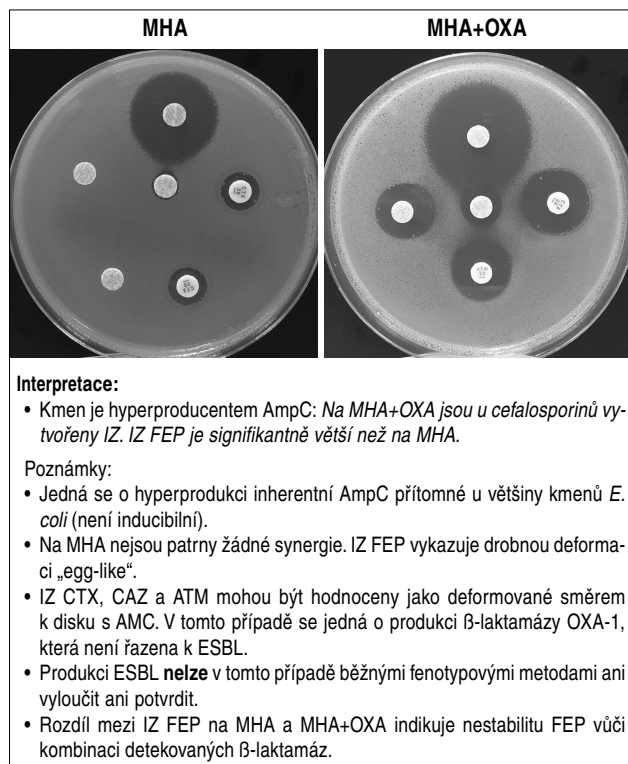 MHA
MHA+OXA
Interpretace:
• Kmen je hyperproducentem AmpC: Na MHA+OXA jsou u cefalosporinů vy-
tvořeny IZ. IZ FEP je signifikantně větší než na MHA.
Poznámky:
• Jedná se o hyperprodukci inherentní AmpC přítomné u většiny kmenů E.
coli (není inducibilní).
• Na MHA nejsou patrny žádné synergie. IZ FEP vykazuje drobnou deforma-
ci „egg-like“.
• IZ CTX, CAZ a ATM mohou být hodnoceny jako deformované směrem
k disku s AMC. V tomto případě se jedná o produkci ß-laktamázy OXA-1,
která není řazena k ESBL.
• Produkci ESBL nelze v tomto případě běžnými fenotypovými metodami ani
vyloučit ani potvrdit.
• Rozdíl mezi IZ FEP na MHA a MHA+OXA indikuje nestabilitu FEP vůči
kombinaci detekovaných ß-laktamáz.